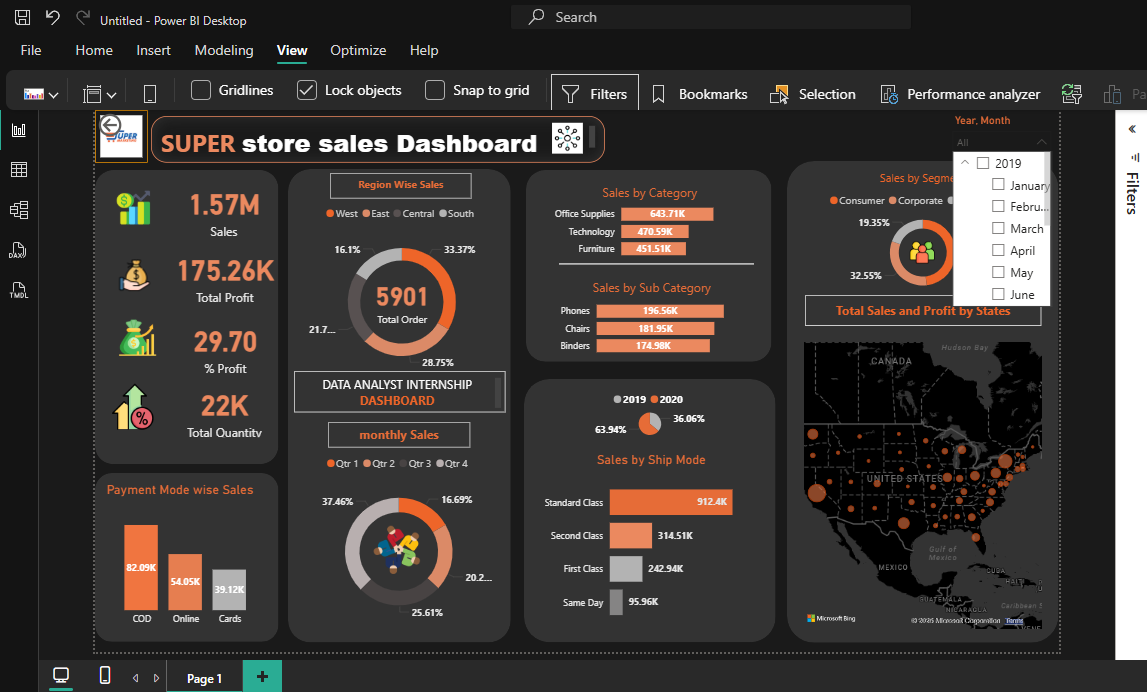 Untitled - Power BI Desktop
Search
File Home Insert Modeling View Optimize Help
Gridlines Lock objects Snap to grid Filters Bookmarks Selection Performance analyzer Pa
SUPER
SUPER store sales Dashboard
Year, Month
All
2019
January
Febru...
March
April
May
June
Filters
DAX
TMDL
1.57M
Sales
175.26K
Total Profit
29.70
% Profit
22K
Total Quantity
Payment Mode wise Sales
82.09K 54.05K 39.12K
COD Online Cards
Region Wise Sales
West East Central South
16.1% 33.37%
5901
Total Order
21.7...
28.75%
DATA ANALYST INTERNSHIP
DASHBOARD
monthly Sales
Qtr 1 Qtr 2 Qtr 3 Qtr 4
37.46% 16.69%
20.2...
25.61%
Sales by Category
Office Supplies 643.71K
Technology 470.59K
Furniture 451.51K
Sales by Sub Category
Phones 196.56K
Chairs 181.95K
Binders 174.98K
2019 2020
36.06%
63.94%
Sales by Ship Mode
Standard Class 912.4K
Second Class 314.51K
First Class 242.94K
Same Day 95.96K
Sales by Segme
Consumer Corporate
19.35%
32.55%
Total Sales and Profit by States
Hudson Bay
CANADA
UNITED STATES
Gulf of
Mexico
MEXICO
CUBA
HAITI
GUATEMALA
NICARAGUA
Caribbean S
Microsoft Bing
Microsoft Corporation Terms
Page 1